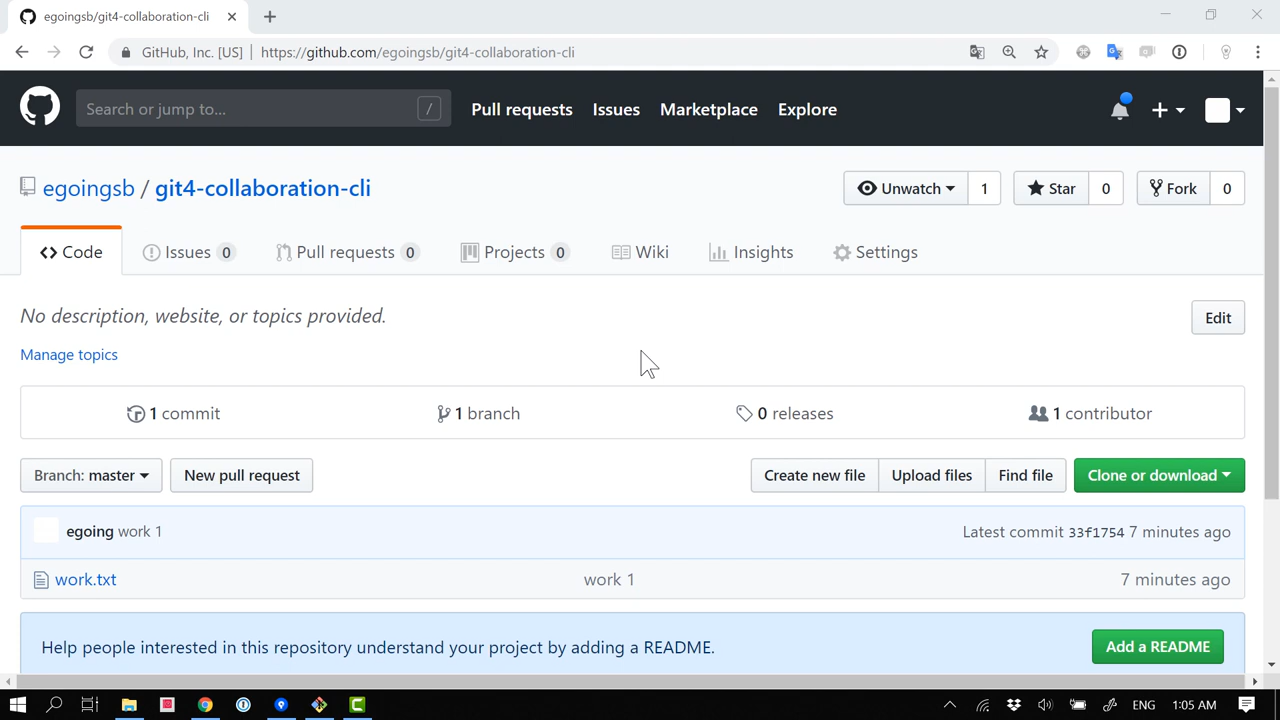 egoingsb/git4-collaboration-cli
GitHub, Inc. [US] | https://github.com/egoingsb/git4-collaboration-cli
Search or jump to... / Pull requests Issues Marketplace Explore
egoingsb / git4-collaboration-cli Unwatch 1 Star 0 Fork 0
Code Issues 0 Pull requests 0 Projects 0 Wiki Insights Settings
No description, website, or topics provided. Edit
Manage topics
1 commit 1 branch 0 releases 1 contributor
Branch: master New pull request Create new file Upload files Find file Clone or download
egoing work 1 Latest commit 33f1754 7 minutes ago
work.txt work 1 7 minutes ago
Help people interested in this repository understand your project by adding a README. Add a README
ENG 1:05 AM